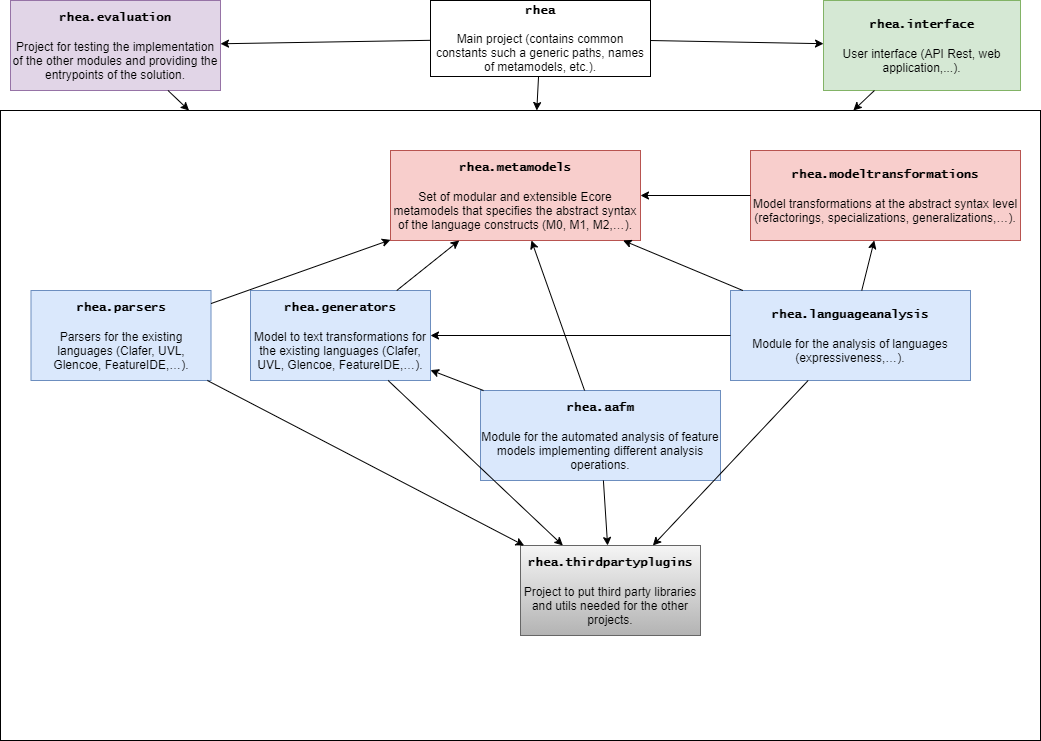 rhea.evaluation
Project for testing the implementation
of the other modules and providing the
entrypoints of the solution.
rhea
Main project (contains common
constants such a generic paths, names
of metamodels, etc.).
rhea.interface
User interface (API Rest, web
application,...).
rhea.metamodels
Set of modular and extensible Ecore
metamodels that specifies the abstract syntax
of the language constructs (M0, M1, M2,...).
rhea.modeltransformations
Model transformations at the abstract syntax level
(refactorings, specializations, generalizations,...).
rhea.parsers
Parsers for the existing
languages (Clafer, UVL,
Glencoe, FeatureIDE,...).
rhea.generators
Model to text transformations for
the existing languages (Clafer,
UVL, Glencoe, FeatureIDE,...).
rhea.languageanalysis
Module for the analysis of languages
(expressiveness,...).
rhea.aafm
Module for the automated analysis of feature
models implementing different analysis
operations.
rhea.thirdpartyplugins
Project to put third party libraries
and utils needed for the other
projects.